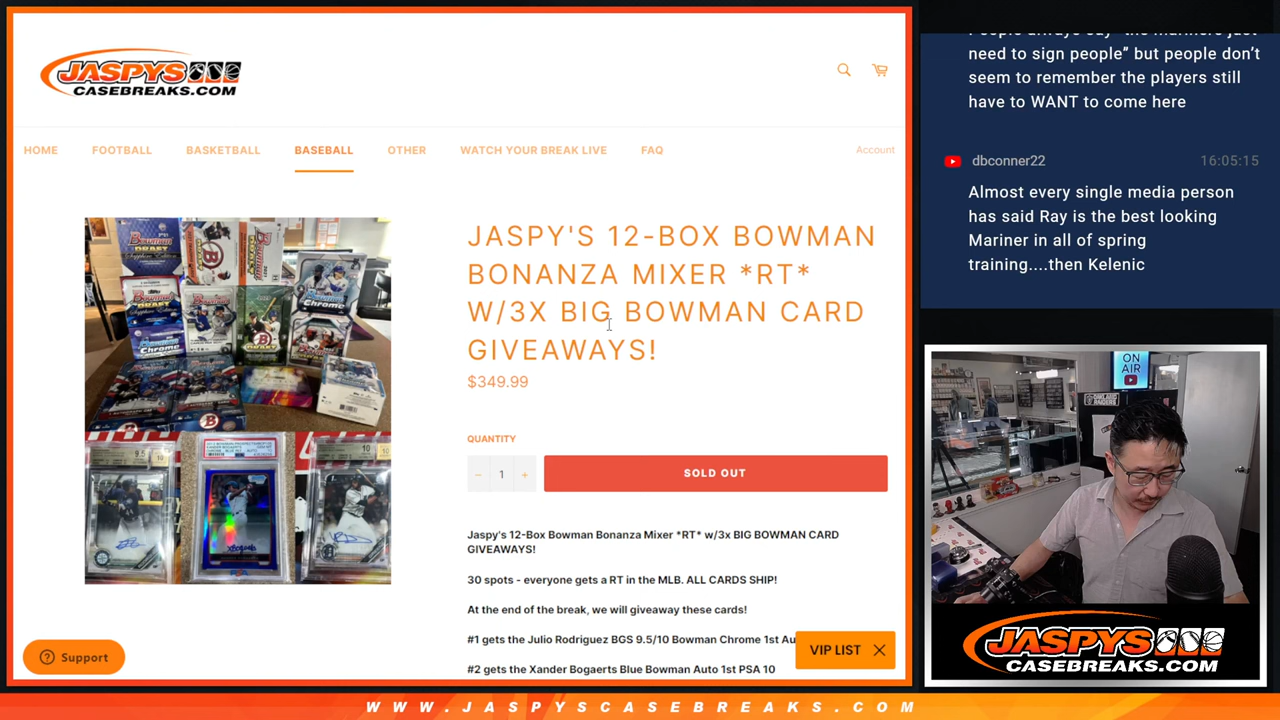 JASPYS
CASEBREAKS.COM
HOME FOOTBALL BASKETBALL BASEBALL OTHER WATCH YOUR BREAK LIVE FAQ Account
JASPY'S 12-BOX BOWMAN
BONANZA MIXER *RT*
W/3X BIG BOWMAN CARD
GIVEAWAYS!
$349.99
QUANTITY
− 1 + SOLD OUT
Jaspy's 12-Box Bowman Bonanza Mixer *RT* w/3x BIG BOWMAN CARD
GIVEAWAYS!
30 spots - everyone gets a RT in the MLB. ALL CARDS SHIP!
At the end of the break, we will giveaway these cards!
#1 gets the Julio Rodriguez BGS 9.5/10 Bowman Chrome 1st Au
#2 gets the Xander Bogaerts Blue Bowman Auto 1st PSA 10
Support
VIP LIST
People always say "the Mariners just
need to sign people" but people don't
seem to remember the players still
have to WANT to come here
dbconner22 16:05:15
Almost every single media person
has said Ray is the best looking
Mariner in all of spring
training....then Kelenic
ON
AIR
JASPYS
CASEBREAKS.COM
WWW.JASPYSCASEBREAKS.COM